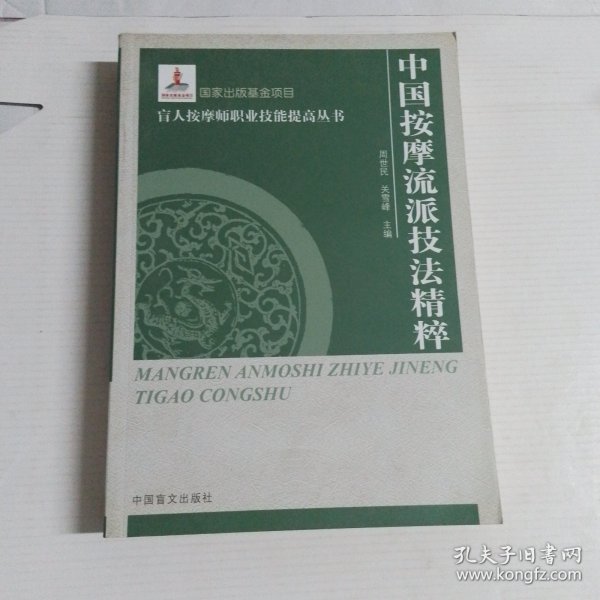 国家出版基金项目
盲人按摩师职业技能提高丛书
中国按摩流派技法精粹
周世民 关雪峰 主编
MANGREN ANMOSHI ZHIYE JINENG
TIGAO CONGSHU
中国盲文出版社
孔夫子旧书网
www.kongfz.com